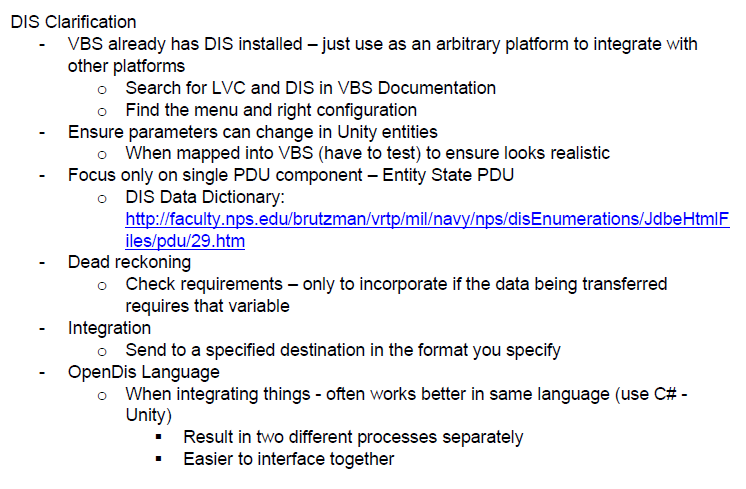 DIS Clarification
- VBS already has DIS installed – just use as an arbitrary platform to integrate with
other platforms
o Search for LVC and DIS in VBS Documentation
o Find the menu and right configuration
- Ensure parameters can change in Unity entities
o When mapped into VBS (have to test) to ensure looks realistic
- Focus only on single PDU component – Entity State PDU
o DIS Data Dictionary:
http://faculty.nps.edu/brutzman/vrtp/mil/navy/nps/disEnumerations/JdbeHtmlF
iles/pdu/29.htm
- Dead reckoning
o Check requirements – only to incorporate if the data being transferred
requires that variable
- Integration
o Send to a specified destination in the format you specify
- OpenDis Language
o When integrating things - often works better in same language (use C# -
Unity)
▪ Result in two different processes separately
▪ Easier to interface together